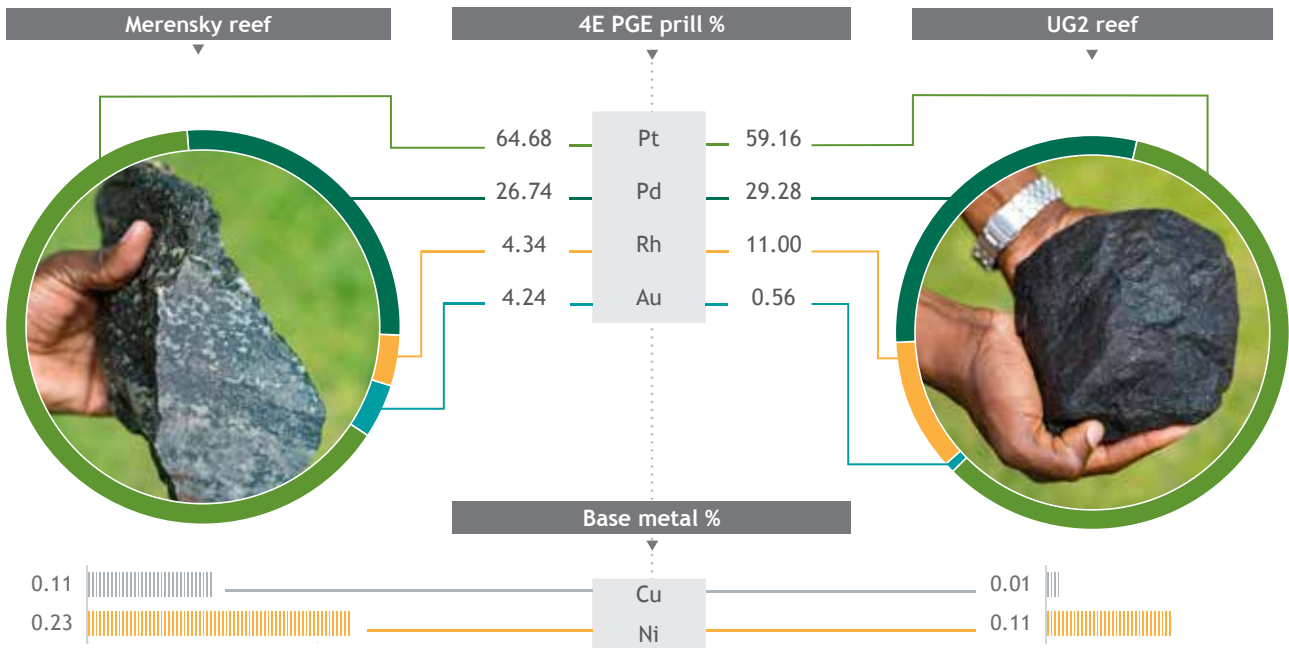 Merensky reef 4E PGE prill % UG2 reef
64.68 Pt 59.16
26.74 Pd 29.28
4.34 Rh 11.00
4.24 Au 0.56
Base metal %
0.11 Cu 0.01
0.23 Ni 0.11